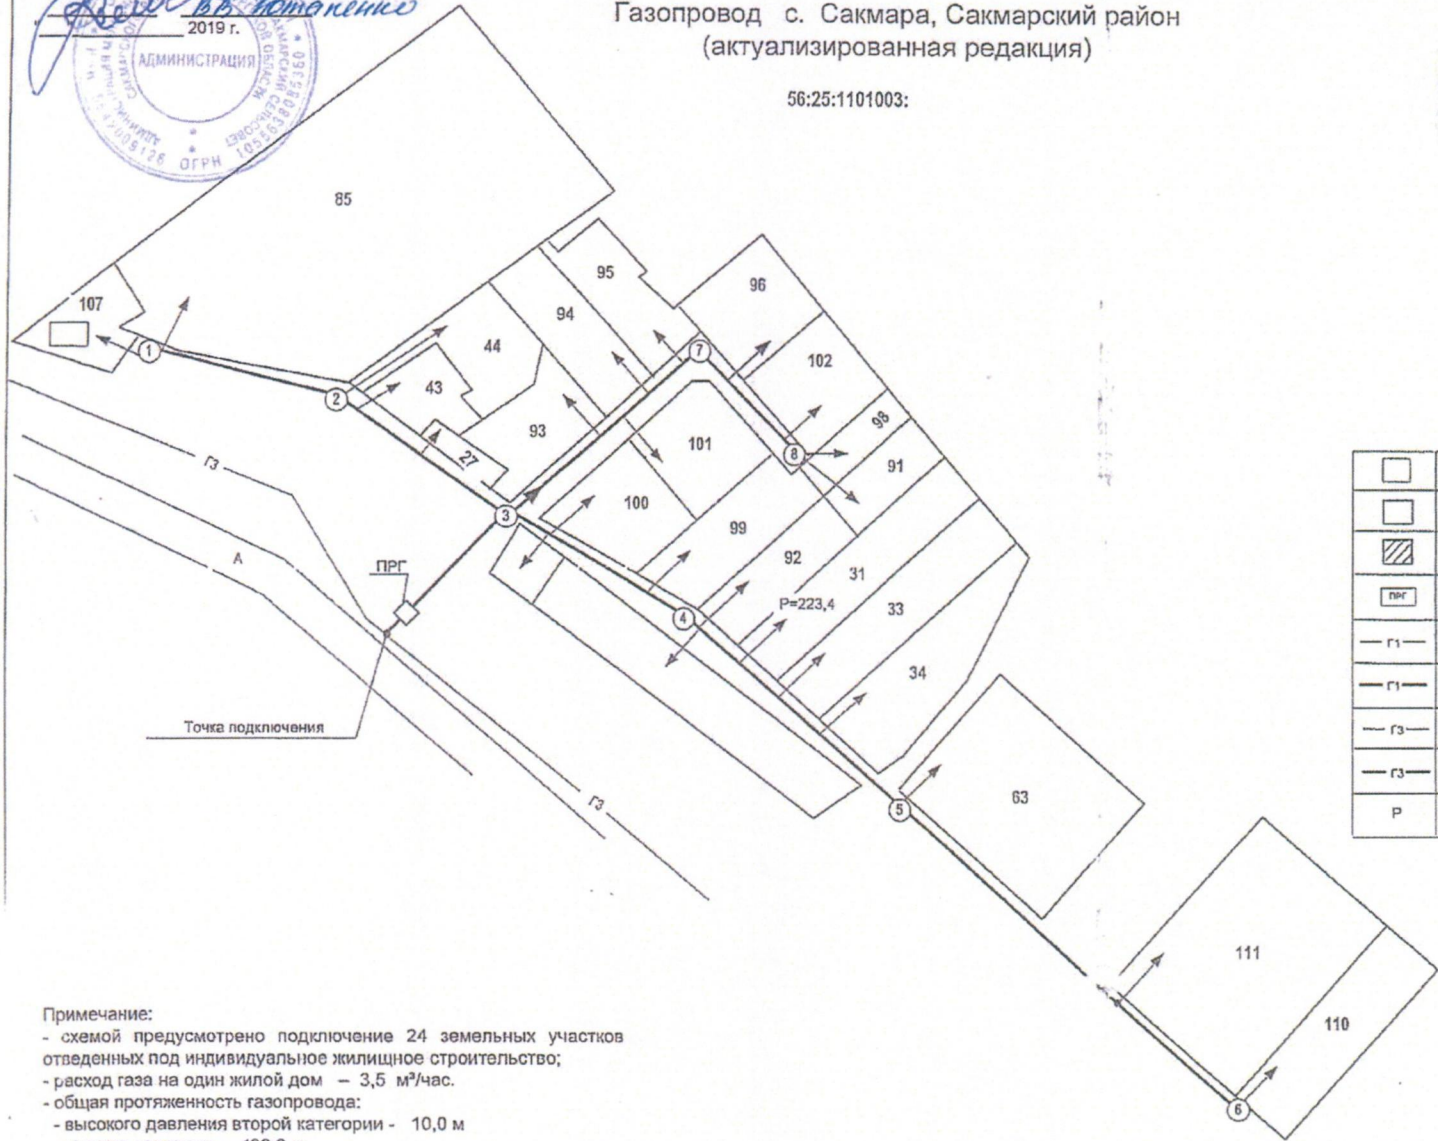 В.В. Потапенко
2019 г.
АДМИНИСТРАЦИЯ
ОГРН 1055638085360
Газопровод с. Сакмара, Сакмарский район
(актуализированная редакция)
56:25:1101003:
85
107
95
96
94
44
102
43
93
98
101
91
27
100
99
92
31
P=223,4
33
34
63
111
110
1
2
3
4
5
6
7
8
Г3
А
ПРГ
Точка подключения
Г3
ПРГ
Г1
Г1
Г3
Г3
Р
Примечание:
- схемой предусмотрено подключение 24 земельных участков
отведенных под индивидуальное жилищное строительство;
- расход газа на один жилой дом – 3,5 м³/час.
- общая протяженность газопровода:
- высокого давления второй категории - 10,0 м